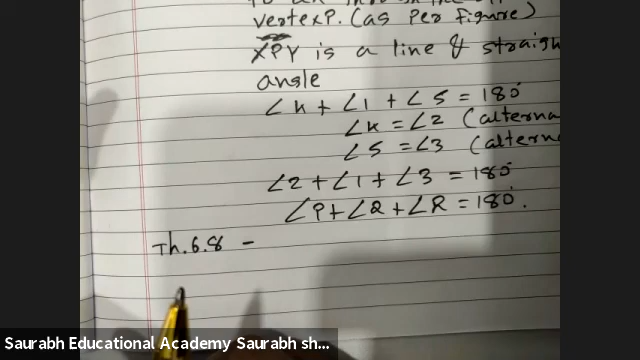 vertex P. (as per figure)
XPY is a line & straigh
angle
∠4 + ∠1 + ∠5 = 180°
∠4 = ∠2 (alterna
∠5 = ∠3 (altern
∠2 + ∠1 + ∠3 = 180°
∠P + ∠Q + ∠R = 180°.
Th. 6.8 -
Saurabh Educational Academy Saurabh sh...